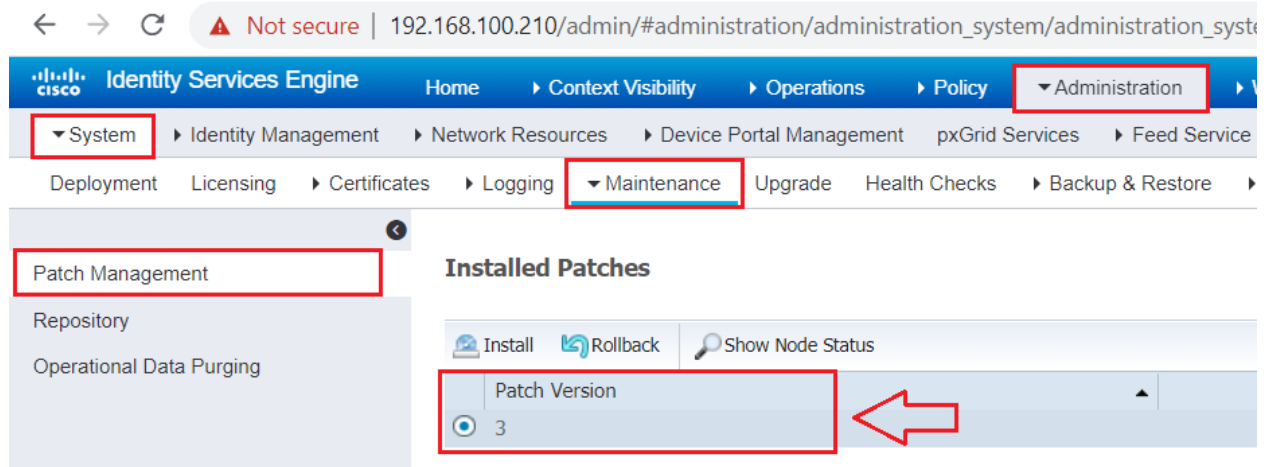 Not secure | 192.168.100.210/admin/#administration/administration_system/administration_syste
cisco Identity Services Engine Home Context Visibility Operations Policy Administration
System Identity Management Network Resources Device Portal Management pxGrid Services Feed Service
Deployment Licensing Certificates Logging Maintenance Upgrade Health Checks Backup & Restore
Patch Management
Installed Patches
Repository
Install Rollback Show Node Status
Operational Data Purging
Patch Version
3